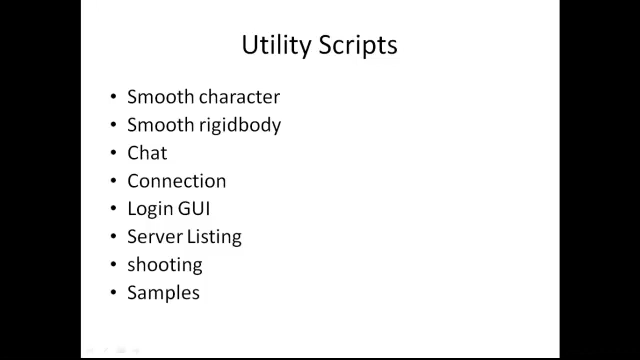 Utility Scripts
• Smooth character
• Smooth rigidbody
• Chat
• Connection
• Login GUI
• Server Listing
• shooting
• Samples